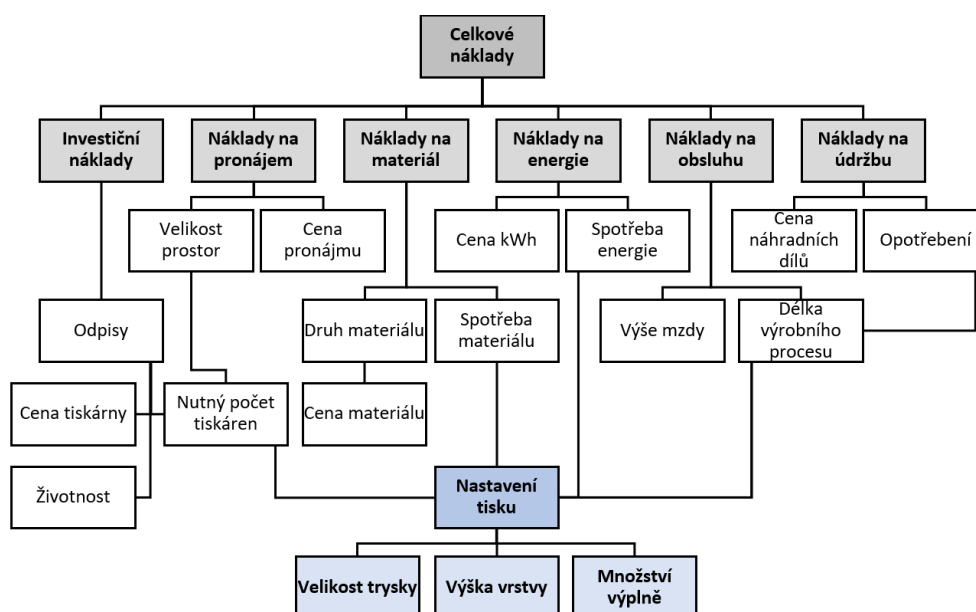 Celkové
náklady
Investiční
náklady
Náklady na
pronájem
Náklady na
materiál
Náklady na
energie
Náklady na
obsluhu
Náklady na
údržbu
Velikost
prostor
Cena
pronájmu
Cena kWh
Spotřeba
energie
Cena
náhradních
dílů
Opotřebení
Odpisy
Druh materiálu
Spotřeba
materiálu
Výše mzdy
Délka
výrobního
procesu
Cena tiskárny
Nutný počet
tiskáren
Cena materiálu
Životnost
Nastavení
tisku
Velikost trysky
Výška vrstvy
Množství
výplně